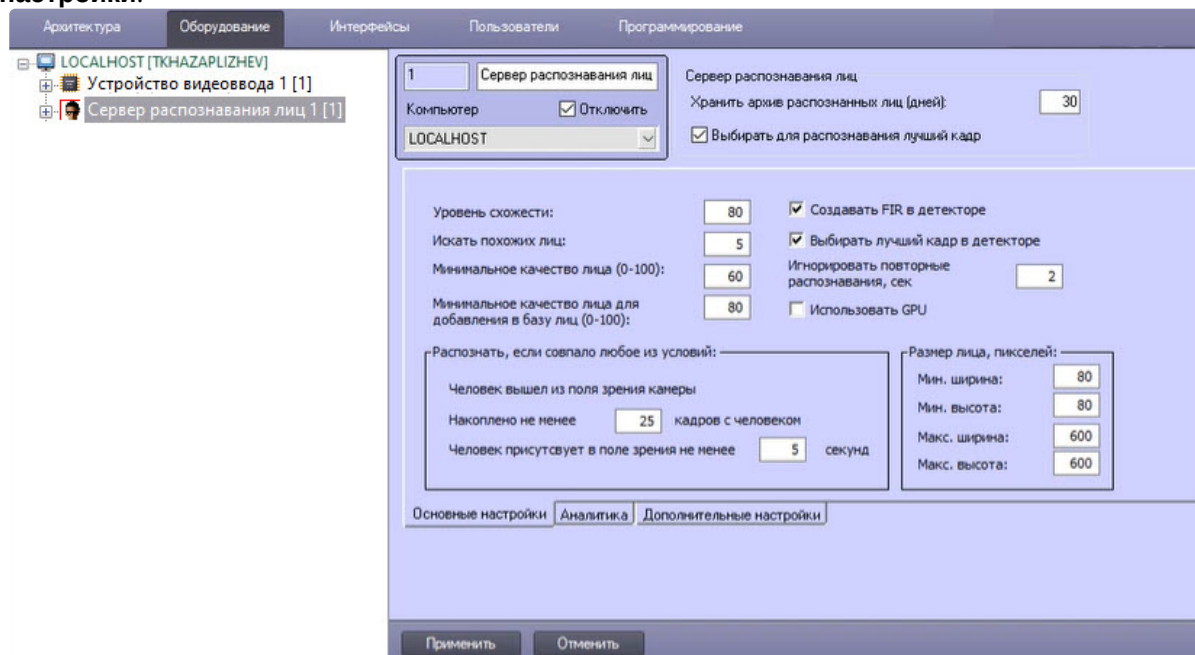 настройки.
Архитектура Оборудование Интерфейсы Пользователи Программирование
LOCALHOST [TKHAZAPLIZHEV]
Устройство видеоввода 1 [1]
Сервер распознавания лиц 1 [1]
1 Сервер распознавания лиц
Компьютер Отключить
LOCALHOST
Сервер распознавания лиц
Хранить архив распознанных лиц (дней): 30
Выбирать для распознавания лучший кадр
Уровень схожести: 80
Искать похожих лиц: 5
Минимальное качество лица (0-100): 60
Минимальное качество лица для
добавления в базу лиц (0-100): 80
Создавать FIR в детекторе
Выбирать лучший кадр в детекторе
Игнорировать повторные
распознавания, сек 2
Использовать GPU
Распознать, если совпало любое из условий:
Человек вышел из поля зрения камеры
Накоплено не менее 25 кадров с человеком
Человек присутсвует в поле зрения не менее 5 секунд
Размер лица, пикселей:
Мин. ширина: 80
Мин. высота: 80
Макс. ширина: 600
Макс. высота: 600
Основные настройки Аналитика Дополнительные настройки
Применить Отменить